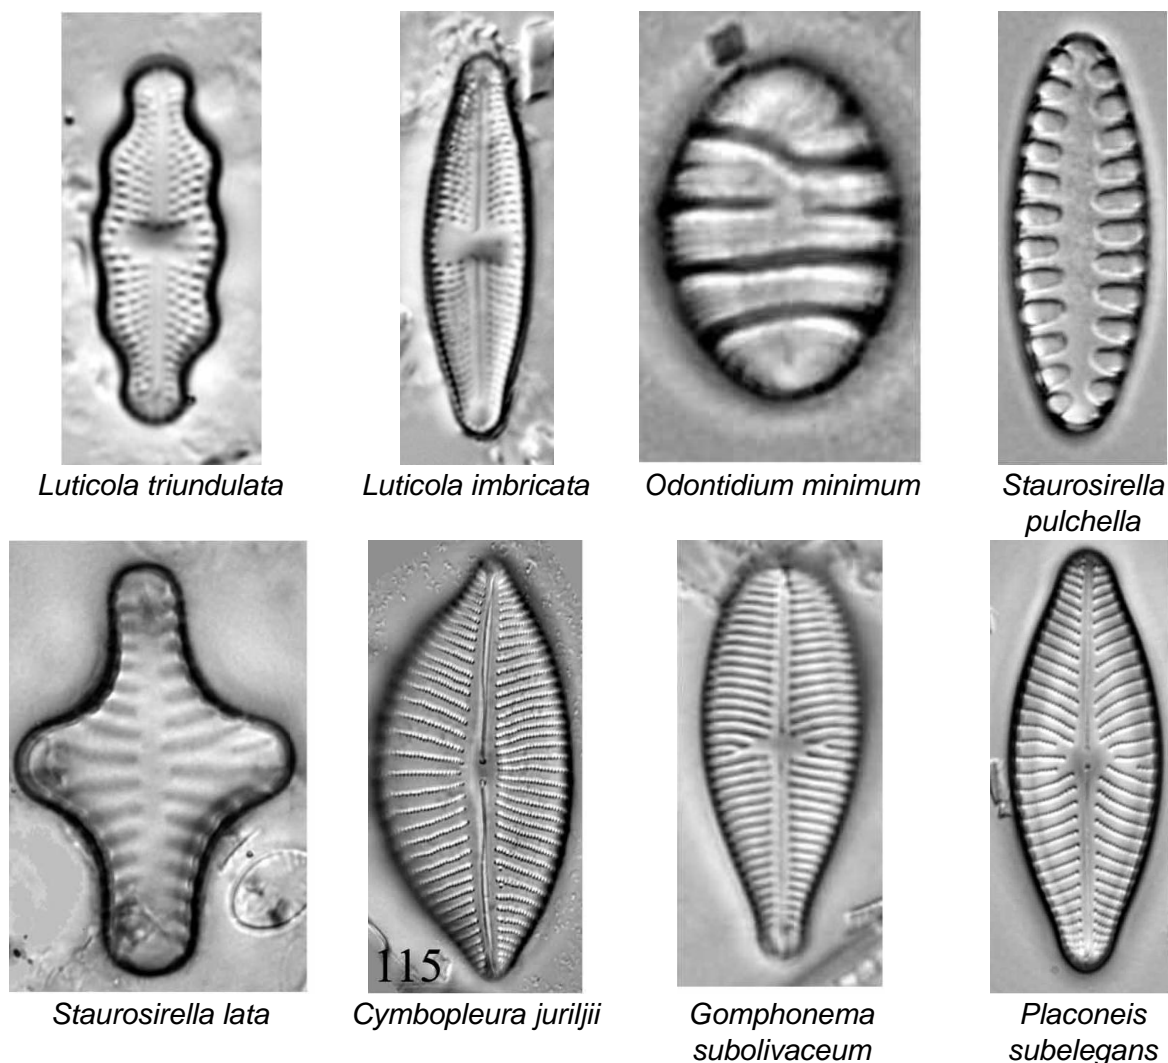 Luticola triundulata
Luticola imbricata
Odontidium minimum
Staurosirella
pulchella
115
Staurosirella lata
Cymbopleura juriljii
Gomphonema
subolivaceum
Placoneis
subelegans